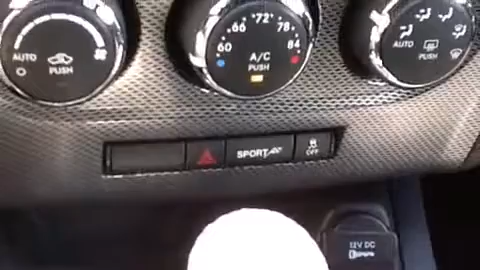 72°
66 78
60 84
A/C
PUSH
AUTO
PUSH
AUTO
PUSH
SPORT
OFF
12V DC